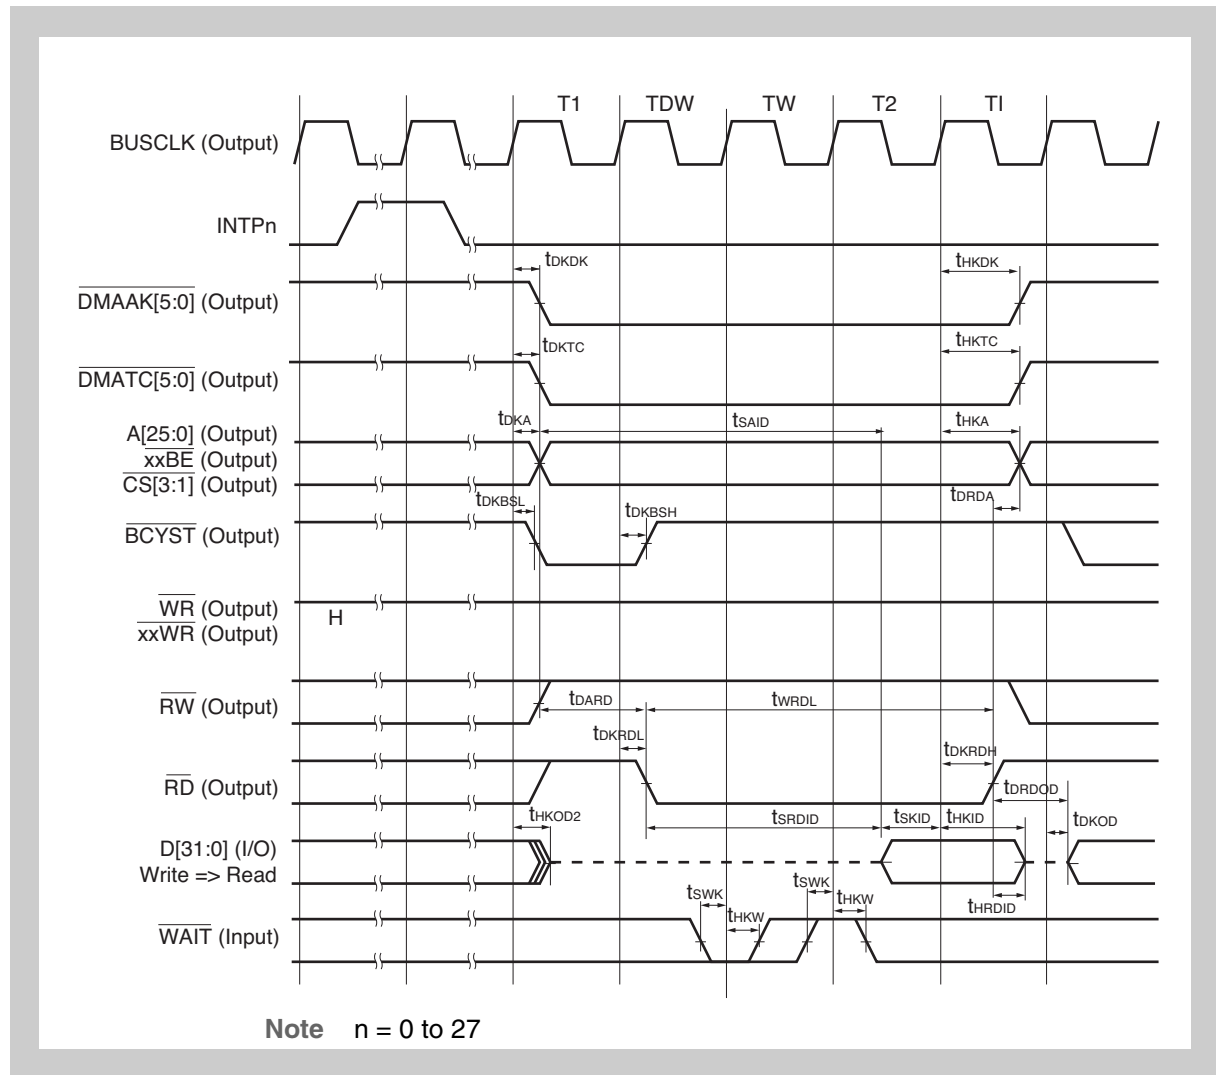 T1 TDW TW T2 TI
BUSCLK (Output)
INTPn
tDKDK tHKDK
DMAAK[5:0] (Output)
tDKTC tHKTC
DMATC[5:0] (Output)
tDKA tSAID tHKA
A[25:0] (Output)
xxBE (Output)
CS[3:1] (Output)
tDKBSL tDKBSH tDRDA
BCYST (Output)
WR (Output)
H
xxWR (Output)
RW (Output)
tDARD tWRDL
tDKRDL tDKRDH
RD (Output)
tDRDOD
tHKOD2 tSRDID tSKID tHKID tDKOD
D[31:0] (I/O)
Write => Read
tSWK tHKW tSWK tHKW tHRDID
WAIT (Input)
Note n = 0 to 27